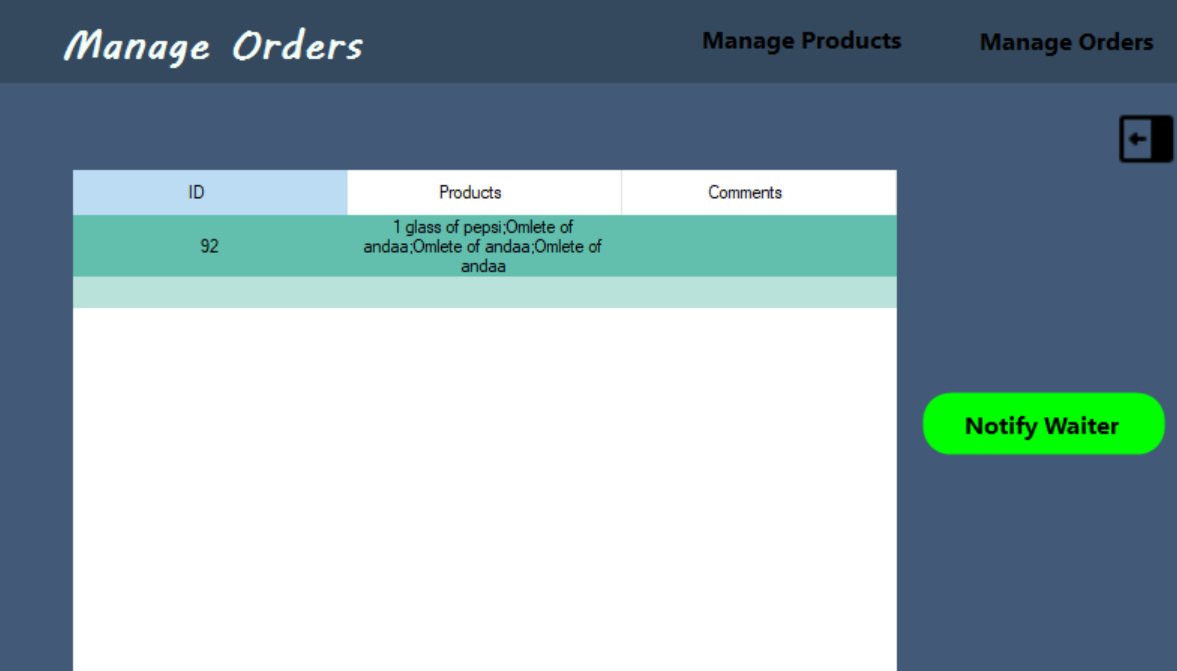 Manage Orders
Manage Products
Manage Orders
ID
Products
Comments
92
1 glass of pepsi;Omlete of
andaa;Omlete of andaa;Omlete of
andaa
Notify Waiter